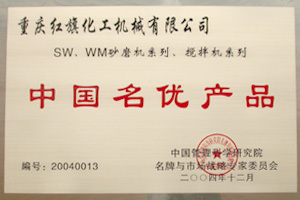 重庆红旗化工机械有限公司
SW、WM砂磨机系列、搅拌机系列
中国名优产品
中国管理科学研究院
编号：20040013
名牌与市场战略专家委员会
二〇〇四年十二月